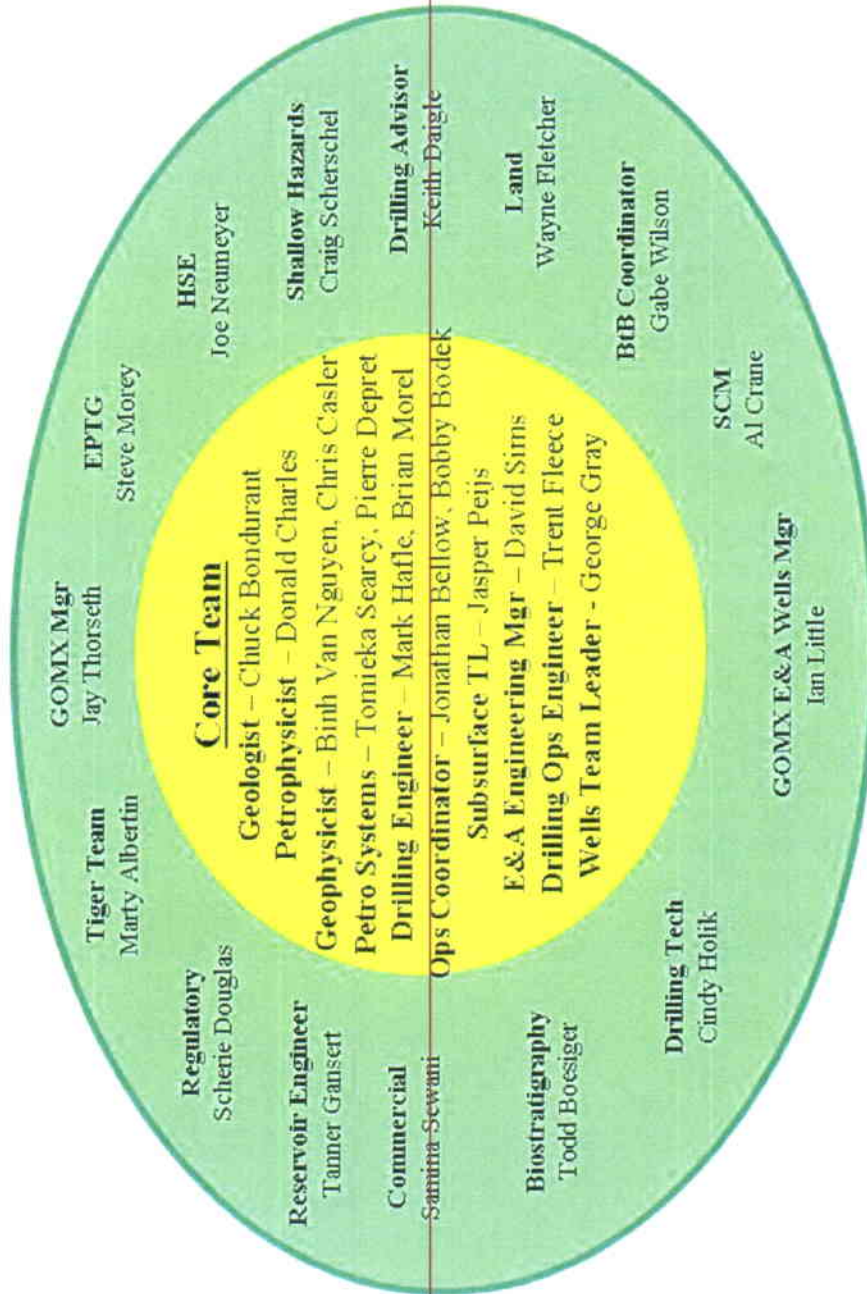 GOMX Mgr
Jay Thorseth
Tiger Team
Marty Albertin
EPTG
Steve Morey
Regulatory
Scherie Douglas
HSE
Joe Neumeyer
Reservoir Engineer
Tanner Gansert
Shallow Hazards
Craig Scherschel
Commercial
Samina Sewani
Drilling Advisor
Keith Daigle
Core Team
Geologist – Chuck Bondurant
Petrophysicist – Donald Charles
Geophysicist – Binh Van Nguyen, Chris Casler
Petro Systems – Tomicka Searcy, Pierre Depret
Drilling Engineer – Mark Hafle, Brian Morel
Ops Coordinator – Jonathan Bellow, Bobby Bodek
Subsurface TL – Jasper Peijs
E&A Engineering Mgr – David Sims
Drilling Ops Engineer – Trent Fleece
Wells Team Leader - George Gray
Biostratigraphy
Todd Boesiger
Land
Wayne Fletcher
Drilling Tech
Cindy Holik
BtB Coordinator
Gabe Wilson
SCM
Al Crane
GOMX E&A Wells Mgr
Ian Little